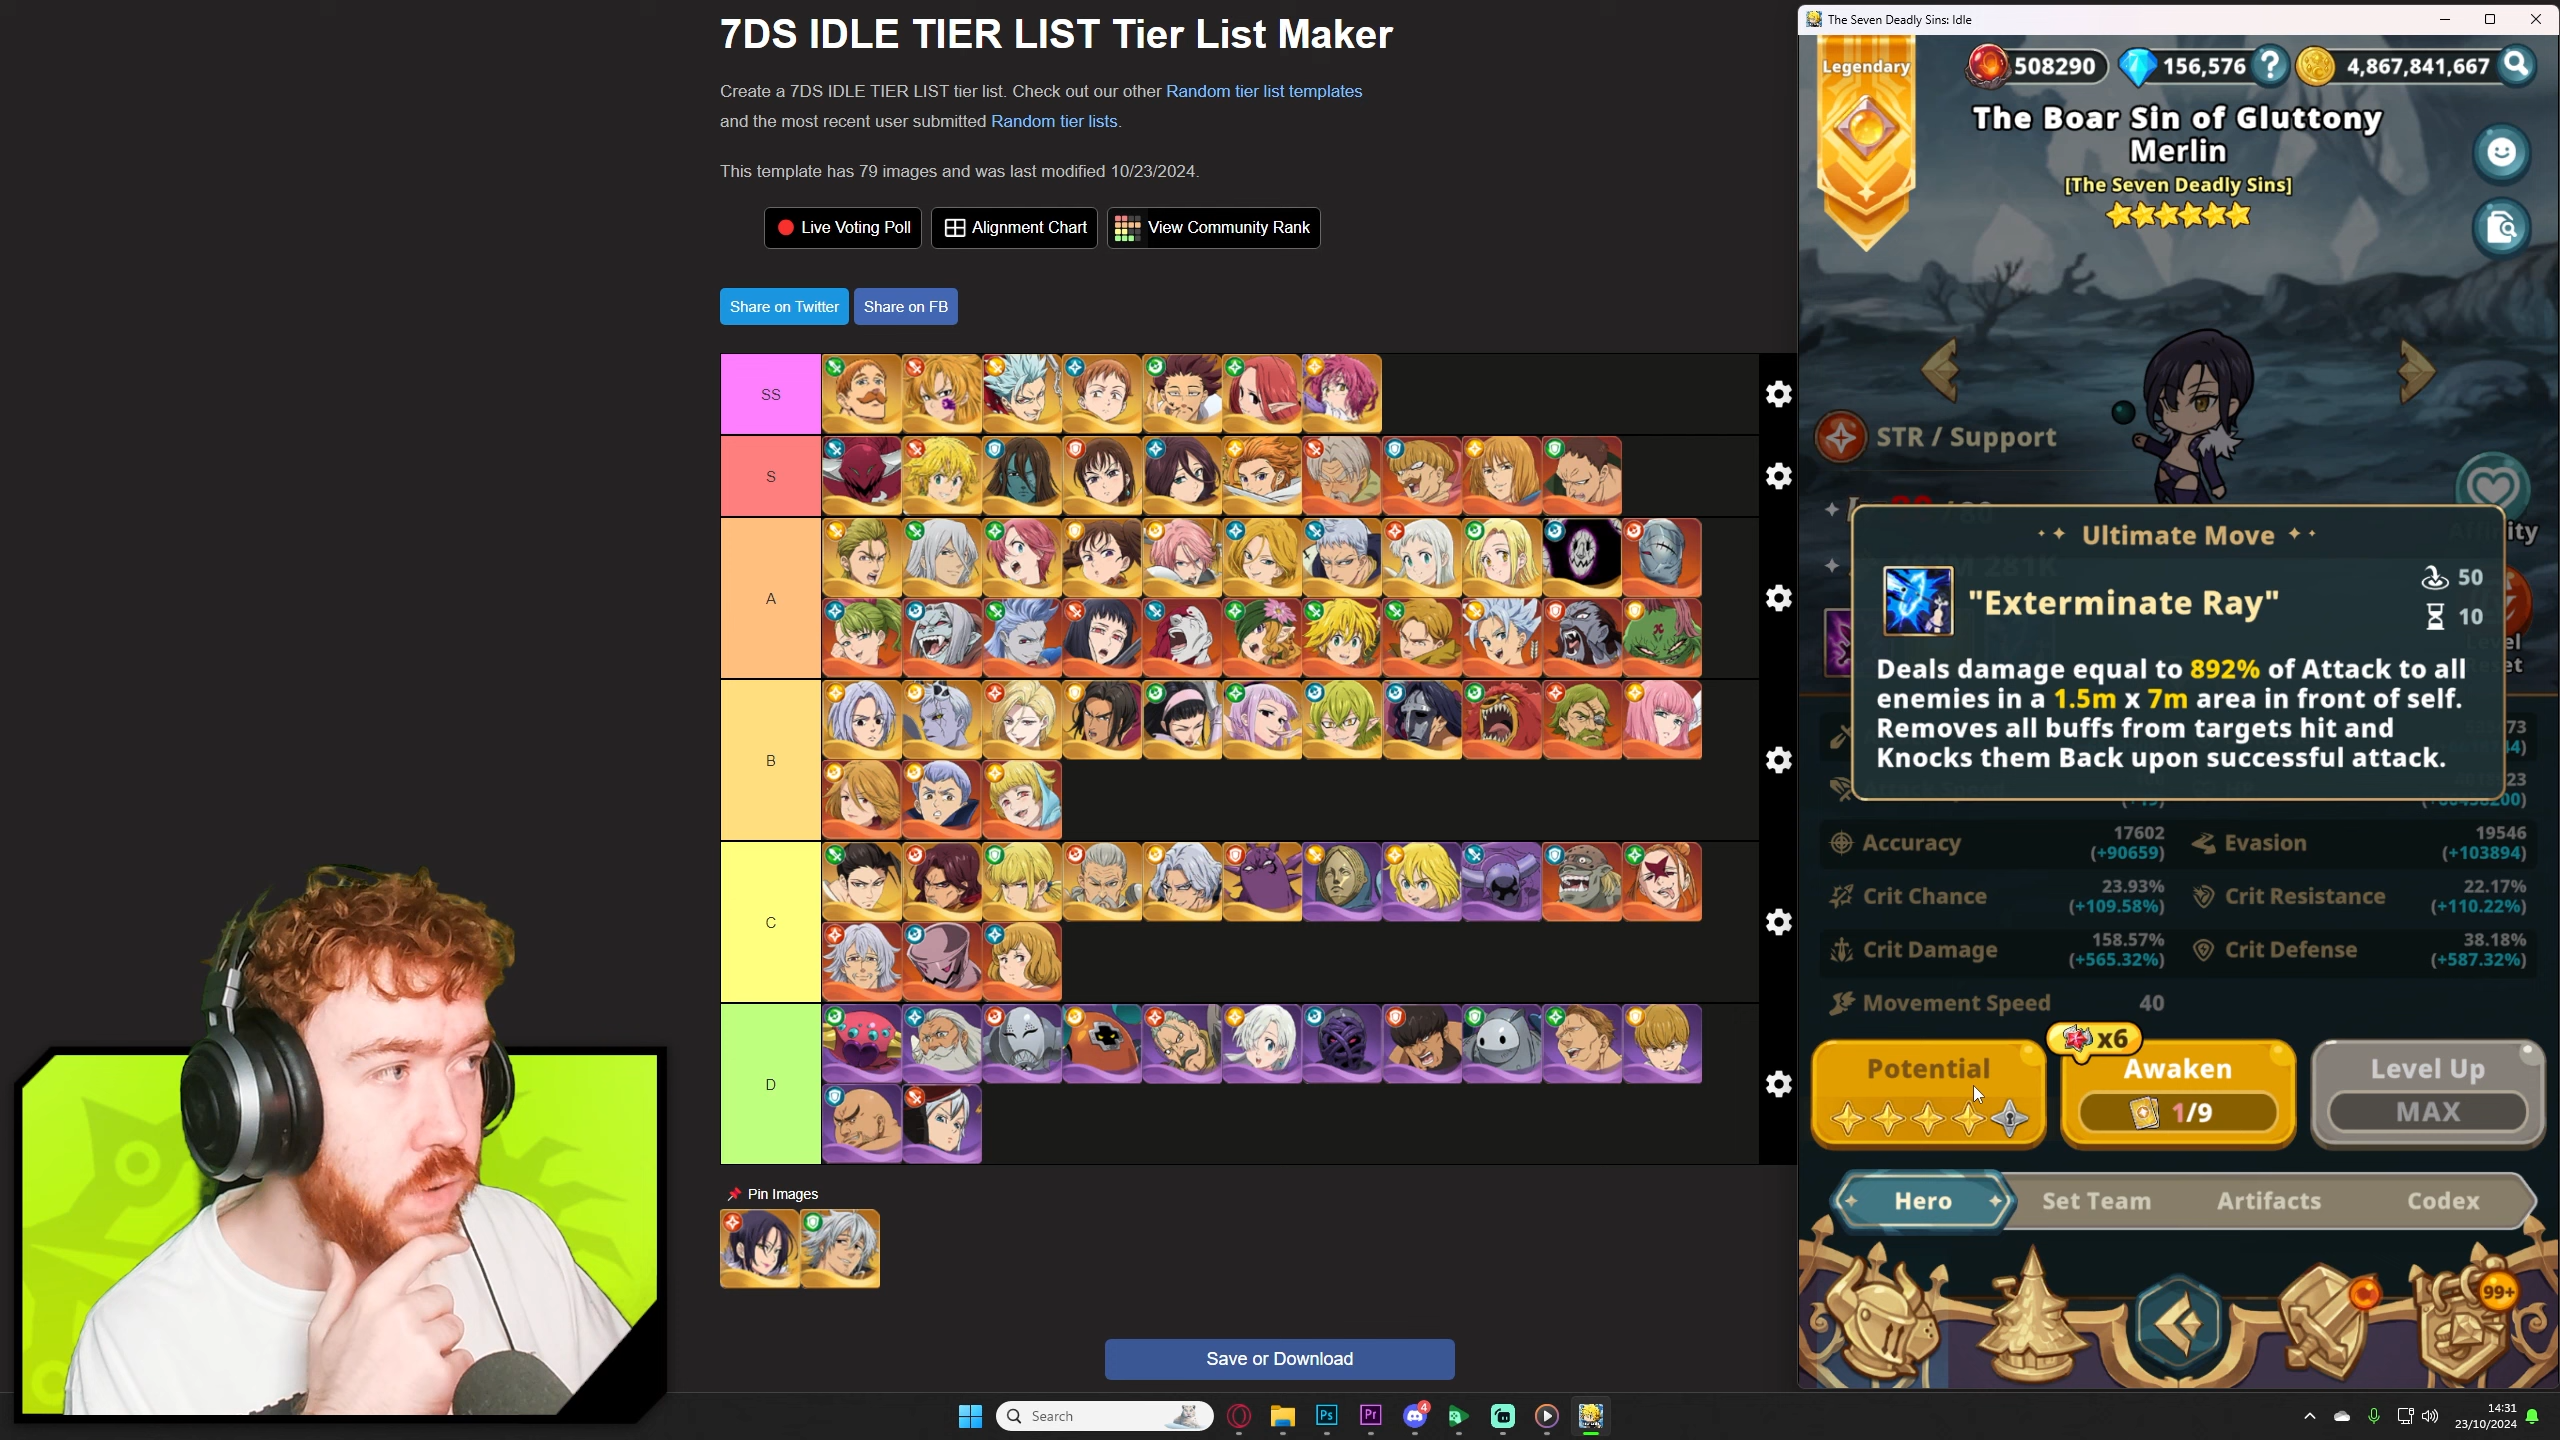 7DS IDLE TIER LIST Tier List Maker
Create a 7DS IDLE TIER LIST tier list. Check out our other Random tier list templates
and the most recent user submitted Random tier lists.
This template has 79 images and was last modified 10/23/2024.
Live Voting Poll
Alignment Chart
View Community Rank
Share on Twitter
Share on FB
SS
S
A
B
C
D
Pin Images
Save or Download
The Seven Deadly Sins: Idle
Legendary
508290
156,576
?
4,867,841,667
The Boar Sin of Gluttony
Merlin
[The Seven Deadly Sins]
STR / Support
Ultimate Move
"Exterminate Ray"
50
10
Deals damage equal to 892% of Attack to all
enemies in a 1.5m x 7m area in front of self.
Removes all buffs from targets hit and
Knocks them Back upon successful attack.
Accuracy
17602
(+90659)
Evasion
19546
(+103894)
Crit Chance
23.93%
(+109.58%)
Crit Resistance
22.17%
(+110.22%)
Crit Damage
158.57%
(+565.32%)
Crit Defense
38.18%
(+587.32%)
Movement Speed
40
x6
Potential
Awaken
1/9
Level Up
MAX
Hero
Set Team
Artifacts
Codex
99+
Search
Ps
Pr
4
14:31
23/10/2024